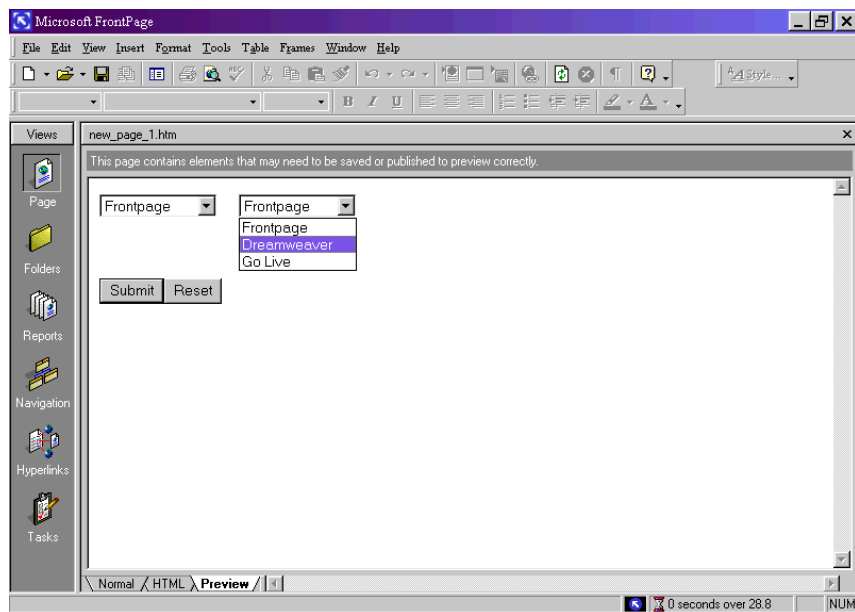 Microsoft FrontPage
File Edit View Insert Format Tools Table Frames Window Help
Style...
B I U
Views
new_page_1.htm
This page contains elements that may need to be saved or published to preview correctly.
Page
Frontpage Frontpage
Frontpage
Dreamweaver
Go Live
Folders
Submit Reset
Reports
Navigation
Hyperlinks
Tasks
Normal HTML Preview
0 seconds over 28.8 NUM